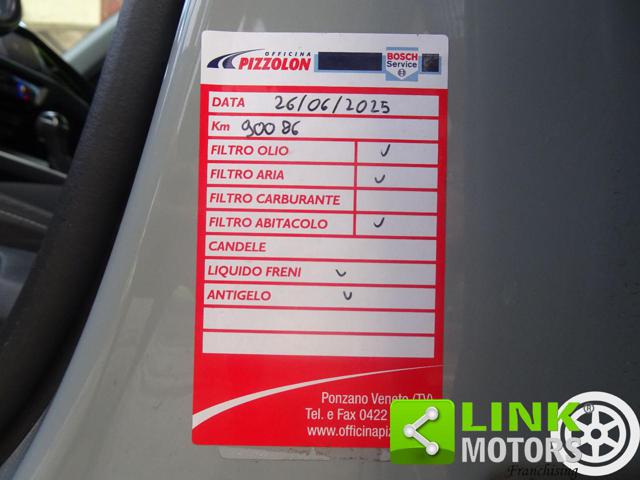 OFFICINA
PIZZOLON
BOSCH
Service
DATA 26/06/2025
Km 90086
FILTRO OLIO ✓
FILTRO ARIA ✓
FILTRO CARBURANTE
FILTRO ABITACOLO ✓
CANDELE
LIQUIDO FRENI ✓
ANTIGELO ✓
Ponzano Veneto (TV)
Tel. e Fax 0422
www.officinapiz
LINK
MOTORS
Franchising
®